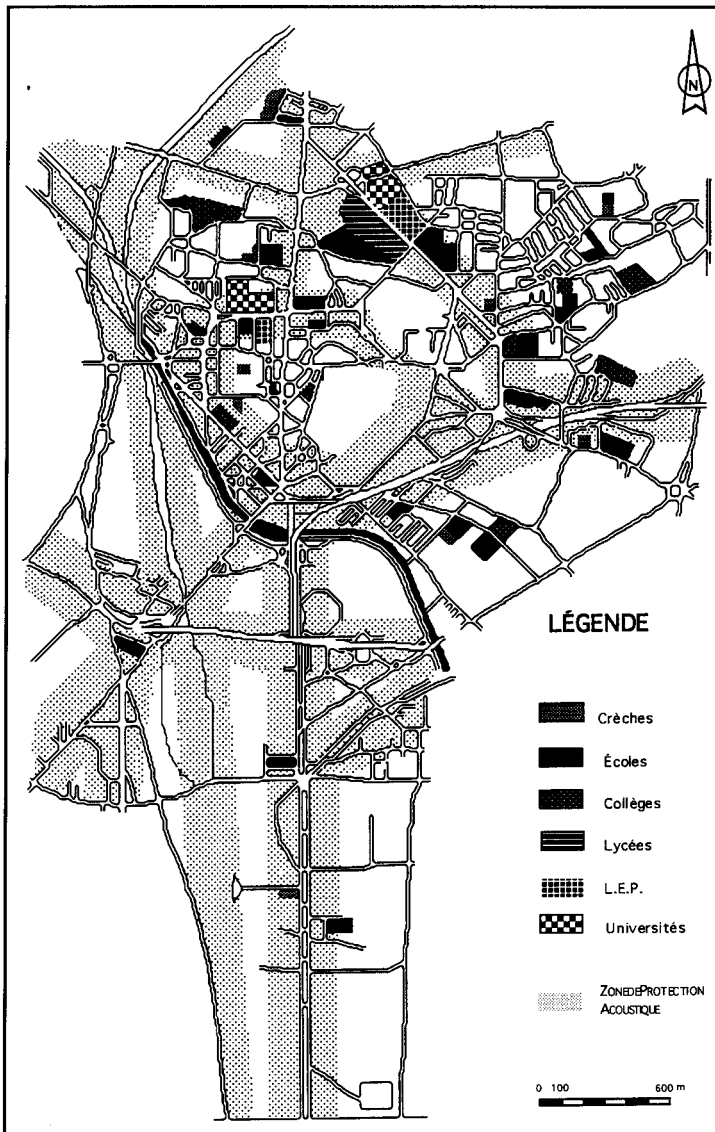 N
LÉGENDE
Crèches
Écoles
Collèges
Lycées
L.E.P.
Universités
ZONE DE PROTECTION
ACOUSTIQUE
0 100 600 m